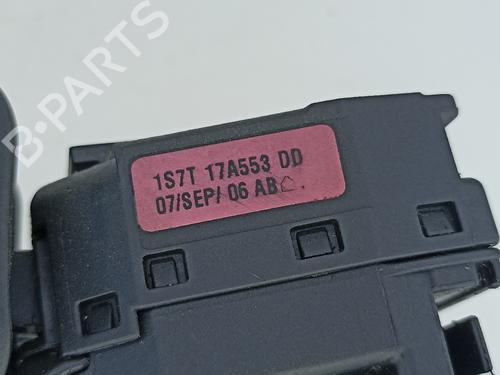 B-PARTS
1S7T 17A553 DD
07/SEP/ 06 AB